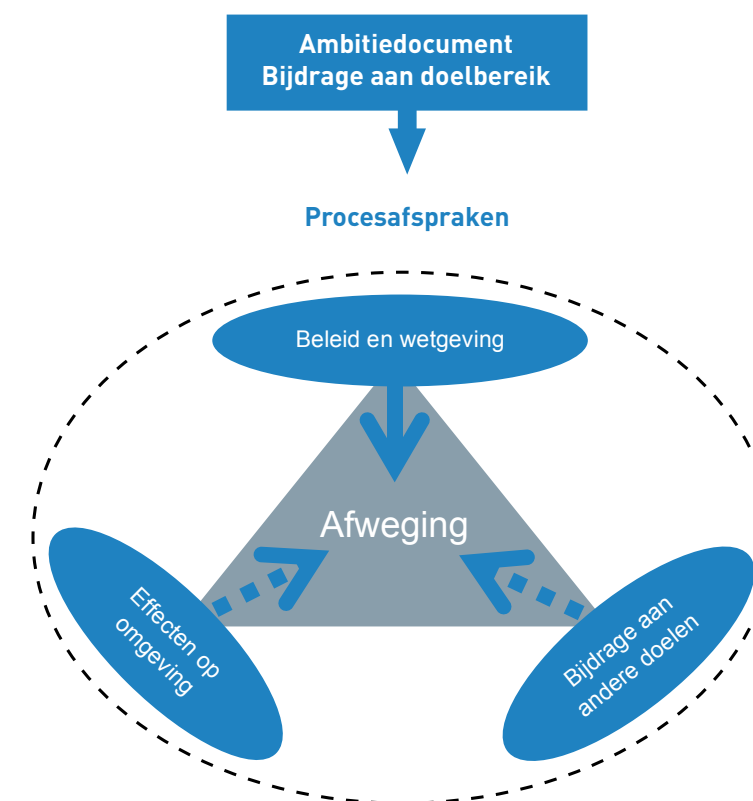 Ambitiedocument
Bijdrage aan doelbereik
Procesafspraken
Beleid en wetgeving
Afweging
Effecten op
omgeving
Bijdrage aan
andere doelen